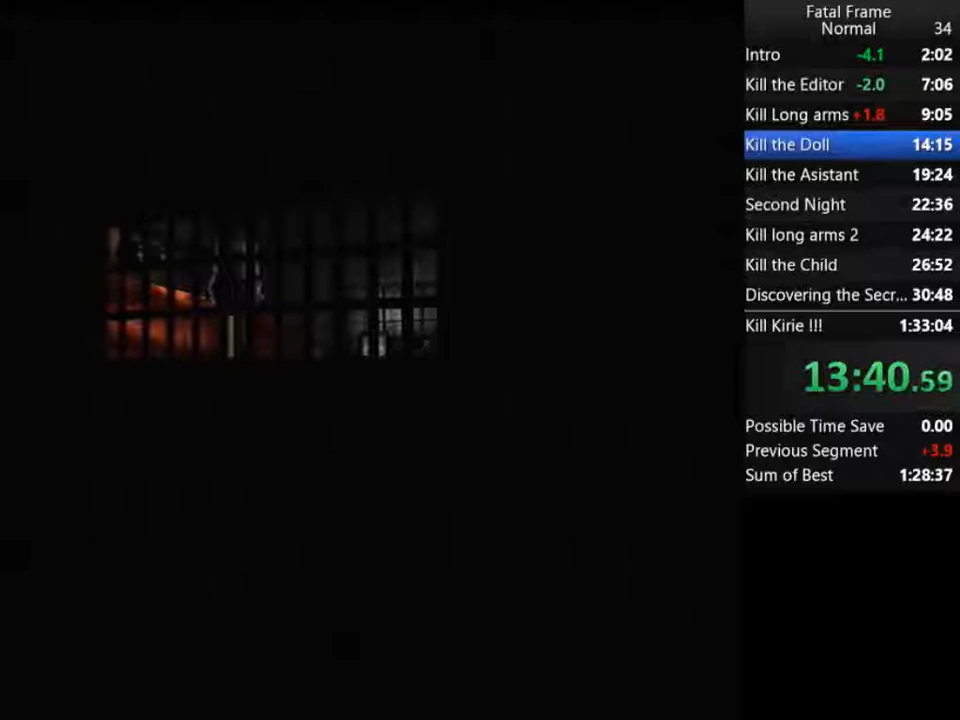 Fatal Frame
Normal 34
Intro -4.1 2:02
Kill the Editor -2.0 7:06
Kill Long arms +1.8 9:05
Kill the Doll 14:15
Kill the Asistant 19:24
Second Night 22:36
Kill long arms 2 24:22
Kill the Child 26:52
Discovering the Secr... 30:48
Kill Kirie !!! 1:33:04
13:40.59
Possible Time Save 0.00
Previous Segment +3.9
Sum of Best 1:28:37